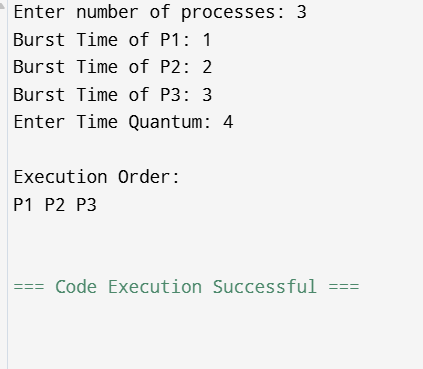 Enter number of processes: 3
Burst Time of P1: 1
Burst Time of P2: 2
Burst Time of P3: 3
Enter Time Quantum: 4
Execution Order:
P1 P2 P3
=== Code Execution Successful ===